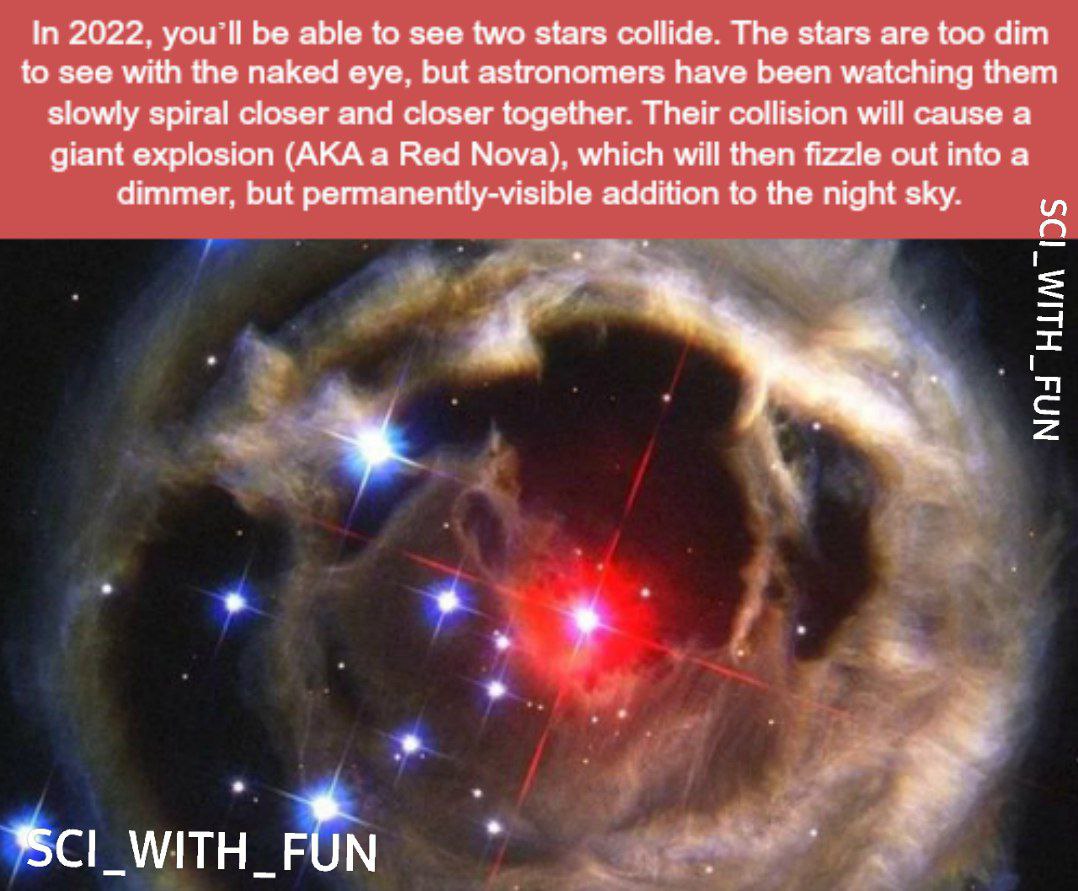 In 2022, you'll be able to see two stars collide. The stars are too dim
to see with the naked eye, but astronomers have been watching them
slowly spiral closer and closer together. Their collision will cause a
giant explosion (AKA a Red Nova), which will then fizzle out into a
dimmer, but permanently-visible addition to the night sky.
SCI_WITH_FUN
SCI_WITH_FUN